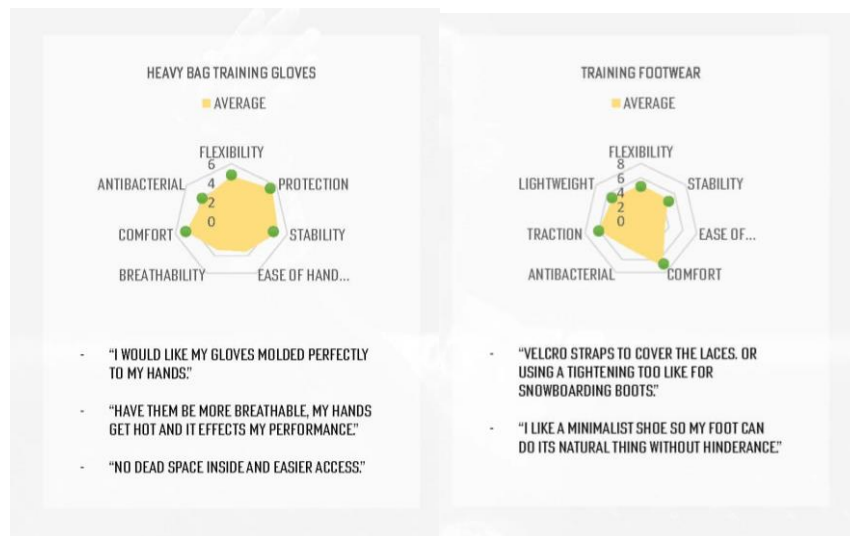 HEAVY BAG TRAINING GLOVES
AVERAGE
FLEXIBILITY
6
ANTIBACTERIAL
4
PROTECTION
2
COMFORT
0
STABILITY
BREATHABILITY
EASE OF HAND...
- "I WOULD LIKE MY GLOVES MOLDED PERFECTLY
TO MY HANDS."
- "HAVE THEM BE MORE BREATHABLE, MY HANDS
GET HOT AND IT EFFECTS MY PERFORMANCE."
- "NO DEAD SPACE INSIDE AND EASIER ACCESS."
TRAINING FOOTWEAR
AVERAGE
FLEXIBILITY
8
6
LIGHTWEIGHT
STABILITY
4
2
0
TRACTION
EASE OF...
ANTIBACTERIAL
COMFORT
- "VELCRO STRAPS TO COVER THE LACES. OR
USING A TIGHTENING TOO LIKE FOR
SNOWBOARDING BOOTS."
- "I LIKE A MINIMALIST SHOE SO MY FOOT CAN
DO ITS NATURAL THING WITHOUT HINDERANCE."